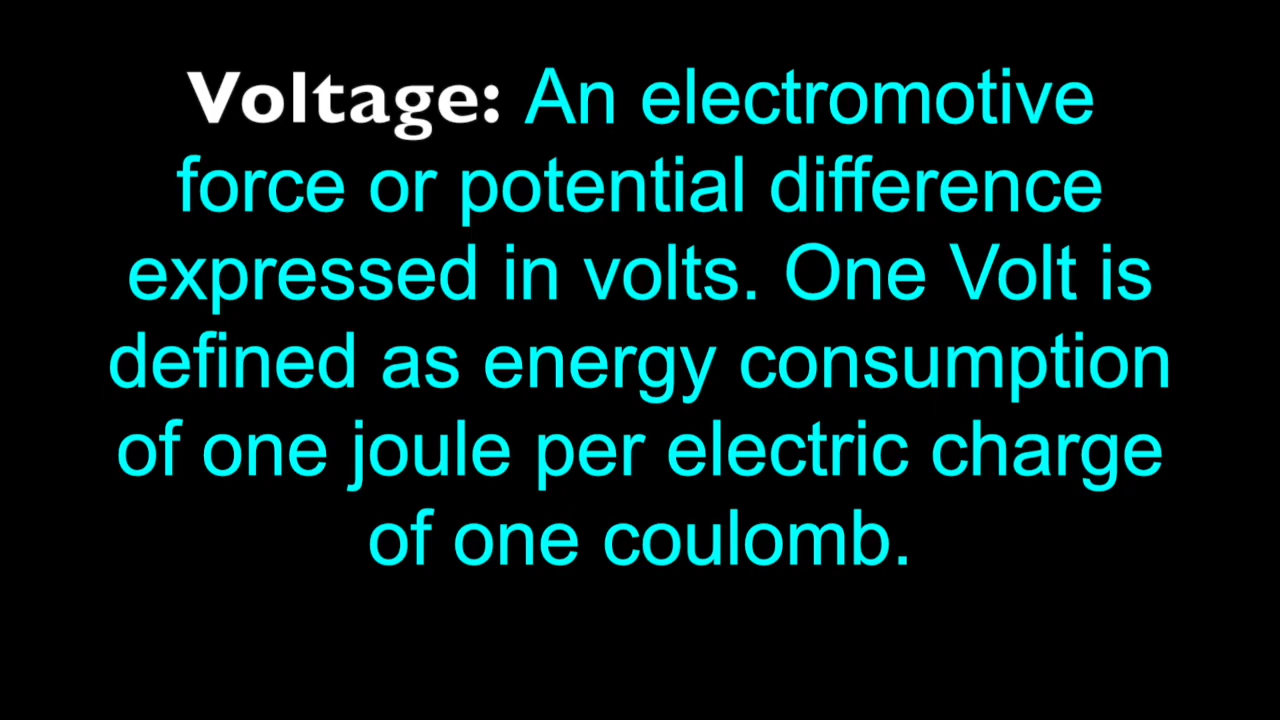 Voltage: An electromotive
force or potential difference
expressed in volts. One Volt is
defined as energy consumption
of one joule per electric charge
of one coulomb.